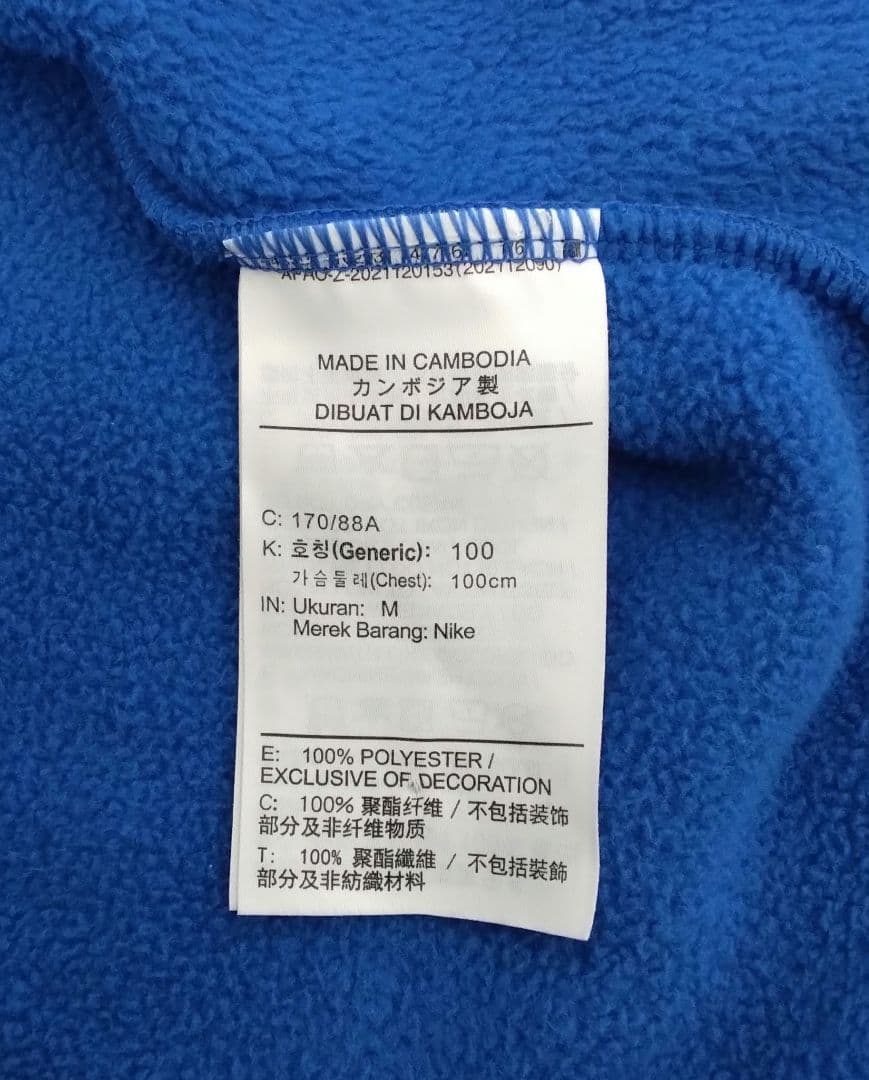 APAO-Z-2021120153(202112090)
MADE IN CAMBODIA
カンボジア製
DIBUAT DI KAMBOJA
C: 170/88A
K: 호칭(Generic): 100
가슴둘레(Chest): 100cm
IN: Ukuran: M
Merek Barang: Nike
E: 100% POLYESTER /
EXCLUSIVE OF DECORATION
C: 100% 聚酯纤维 / 不包括装饰
部分及非纤维物质
T: 100% 聚酯纖維 / 不包括裝飾
部分及非紡織材料